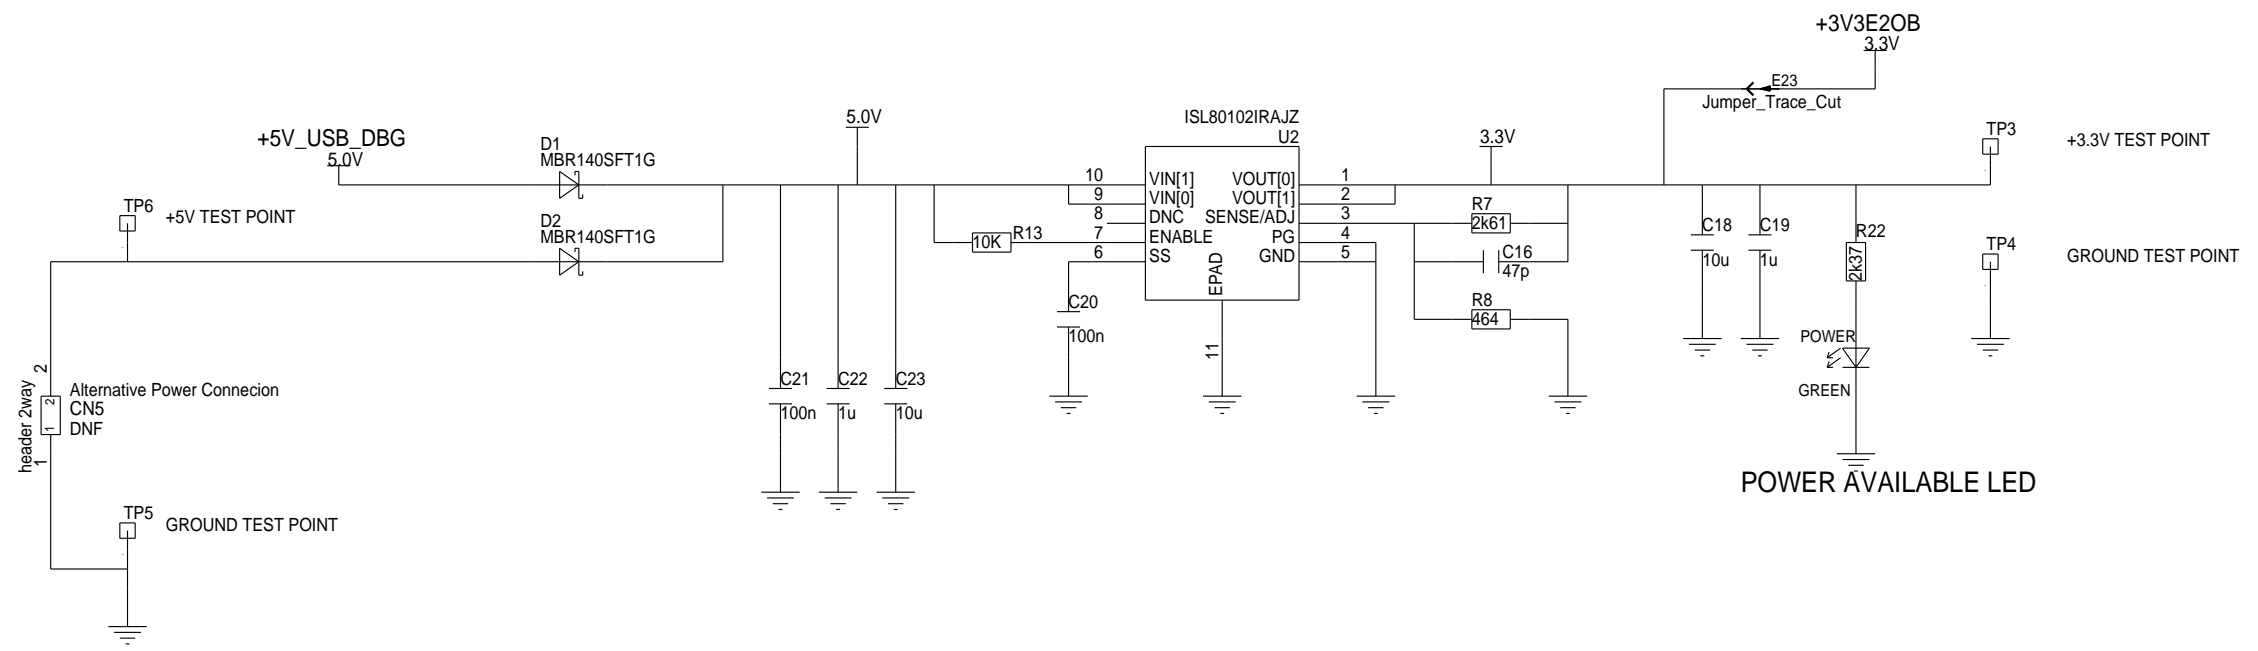 +3V3E2OB
3.3V
E23
Jumper_Trace_Cut
+5V_USB_DBG
5.0V
D1
MBR140SFT1G
5.0V
ISL80102IRAJZ
U2
3.3V
TP3
+3.3V TEST POINT
10
VIN[1]
VOUT[0]
1
9
VIN[0]
VOUT[1]
2
8
DNC
SENSE/ADJ
3
7
ENABLE
PG
4
6
SS
GND
5
EPAD
11
TP6
+5V TEST POINT
D2
MBR140SFT1G
10K
R13
R7
2k61
C16
47p
R8
464
C18
10u
C19
1u
R22
2k37
TP4
GROUND TEST POINT
C20
100n
POWER
GREEN
POWER AVAILABLE LED
C21
100n
C22
1u
C23
10u
header 2way
2
2
1
1
Alternative Power Connecion
CN5
DNF
TP5
GROUND TEST POINT